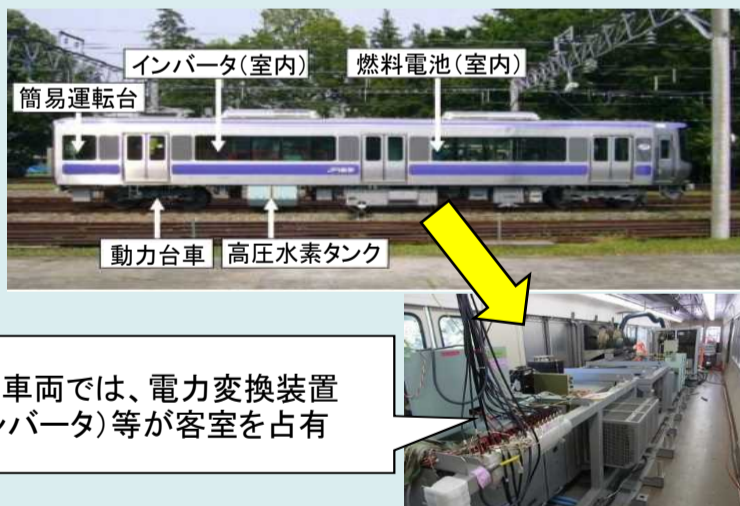 インバータ(室内)
燃料電池(室内)
簡易運転台
動力台車
高圧水素タンク
車両では、電力変換装置
バータ)等が客室を占有